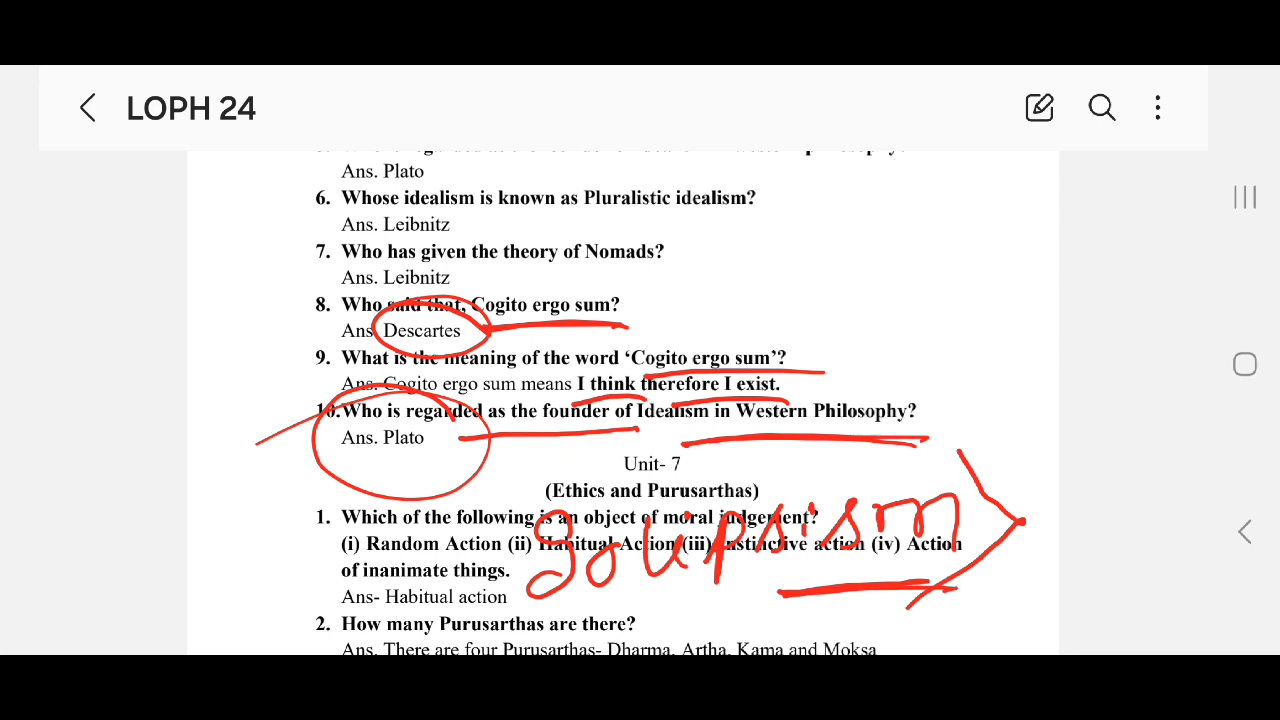 LOPH 24
Ans. Plato
6. Whose idealism is known as Pluralistic idealism?
Ans. Leibnitz
7. Who has given the theory of Nomads?
Ans. Leibnitz
8. Who said that, Cogito ergo sum?
Ans. Descartes
9. What is the meaning of the word ‘Cogito ergo sum’?
Ans. Cogito ergo sum means I think therefore I exist.
10. Who is regarded as the founder of Idealism in Western Philosophy?
Ans. Plato
Unit- 7
(Ethics and Purusarthas)
1. Which of the following is an object of moral judgement?
Solipsism
(i) Random Action (ii) Habitual Action (iii) Instinctive action (iv) Action
of inanimate things.
Ans- Habitual action
2. How many Purusarthas are there?
Ans. There are four Purusarthas- Dharma, Artha, Kama and Moksa